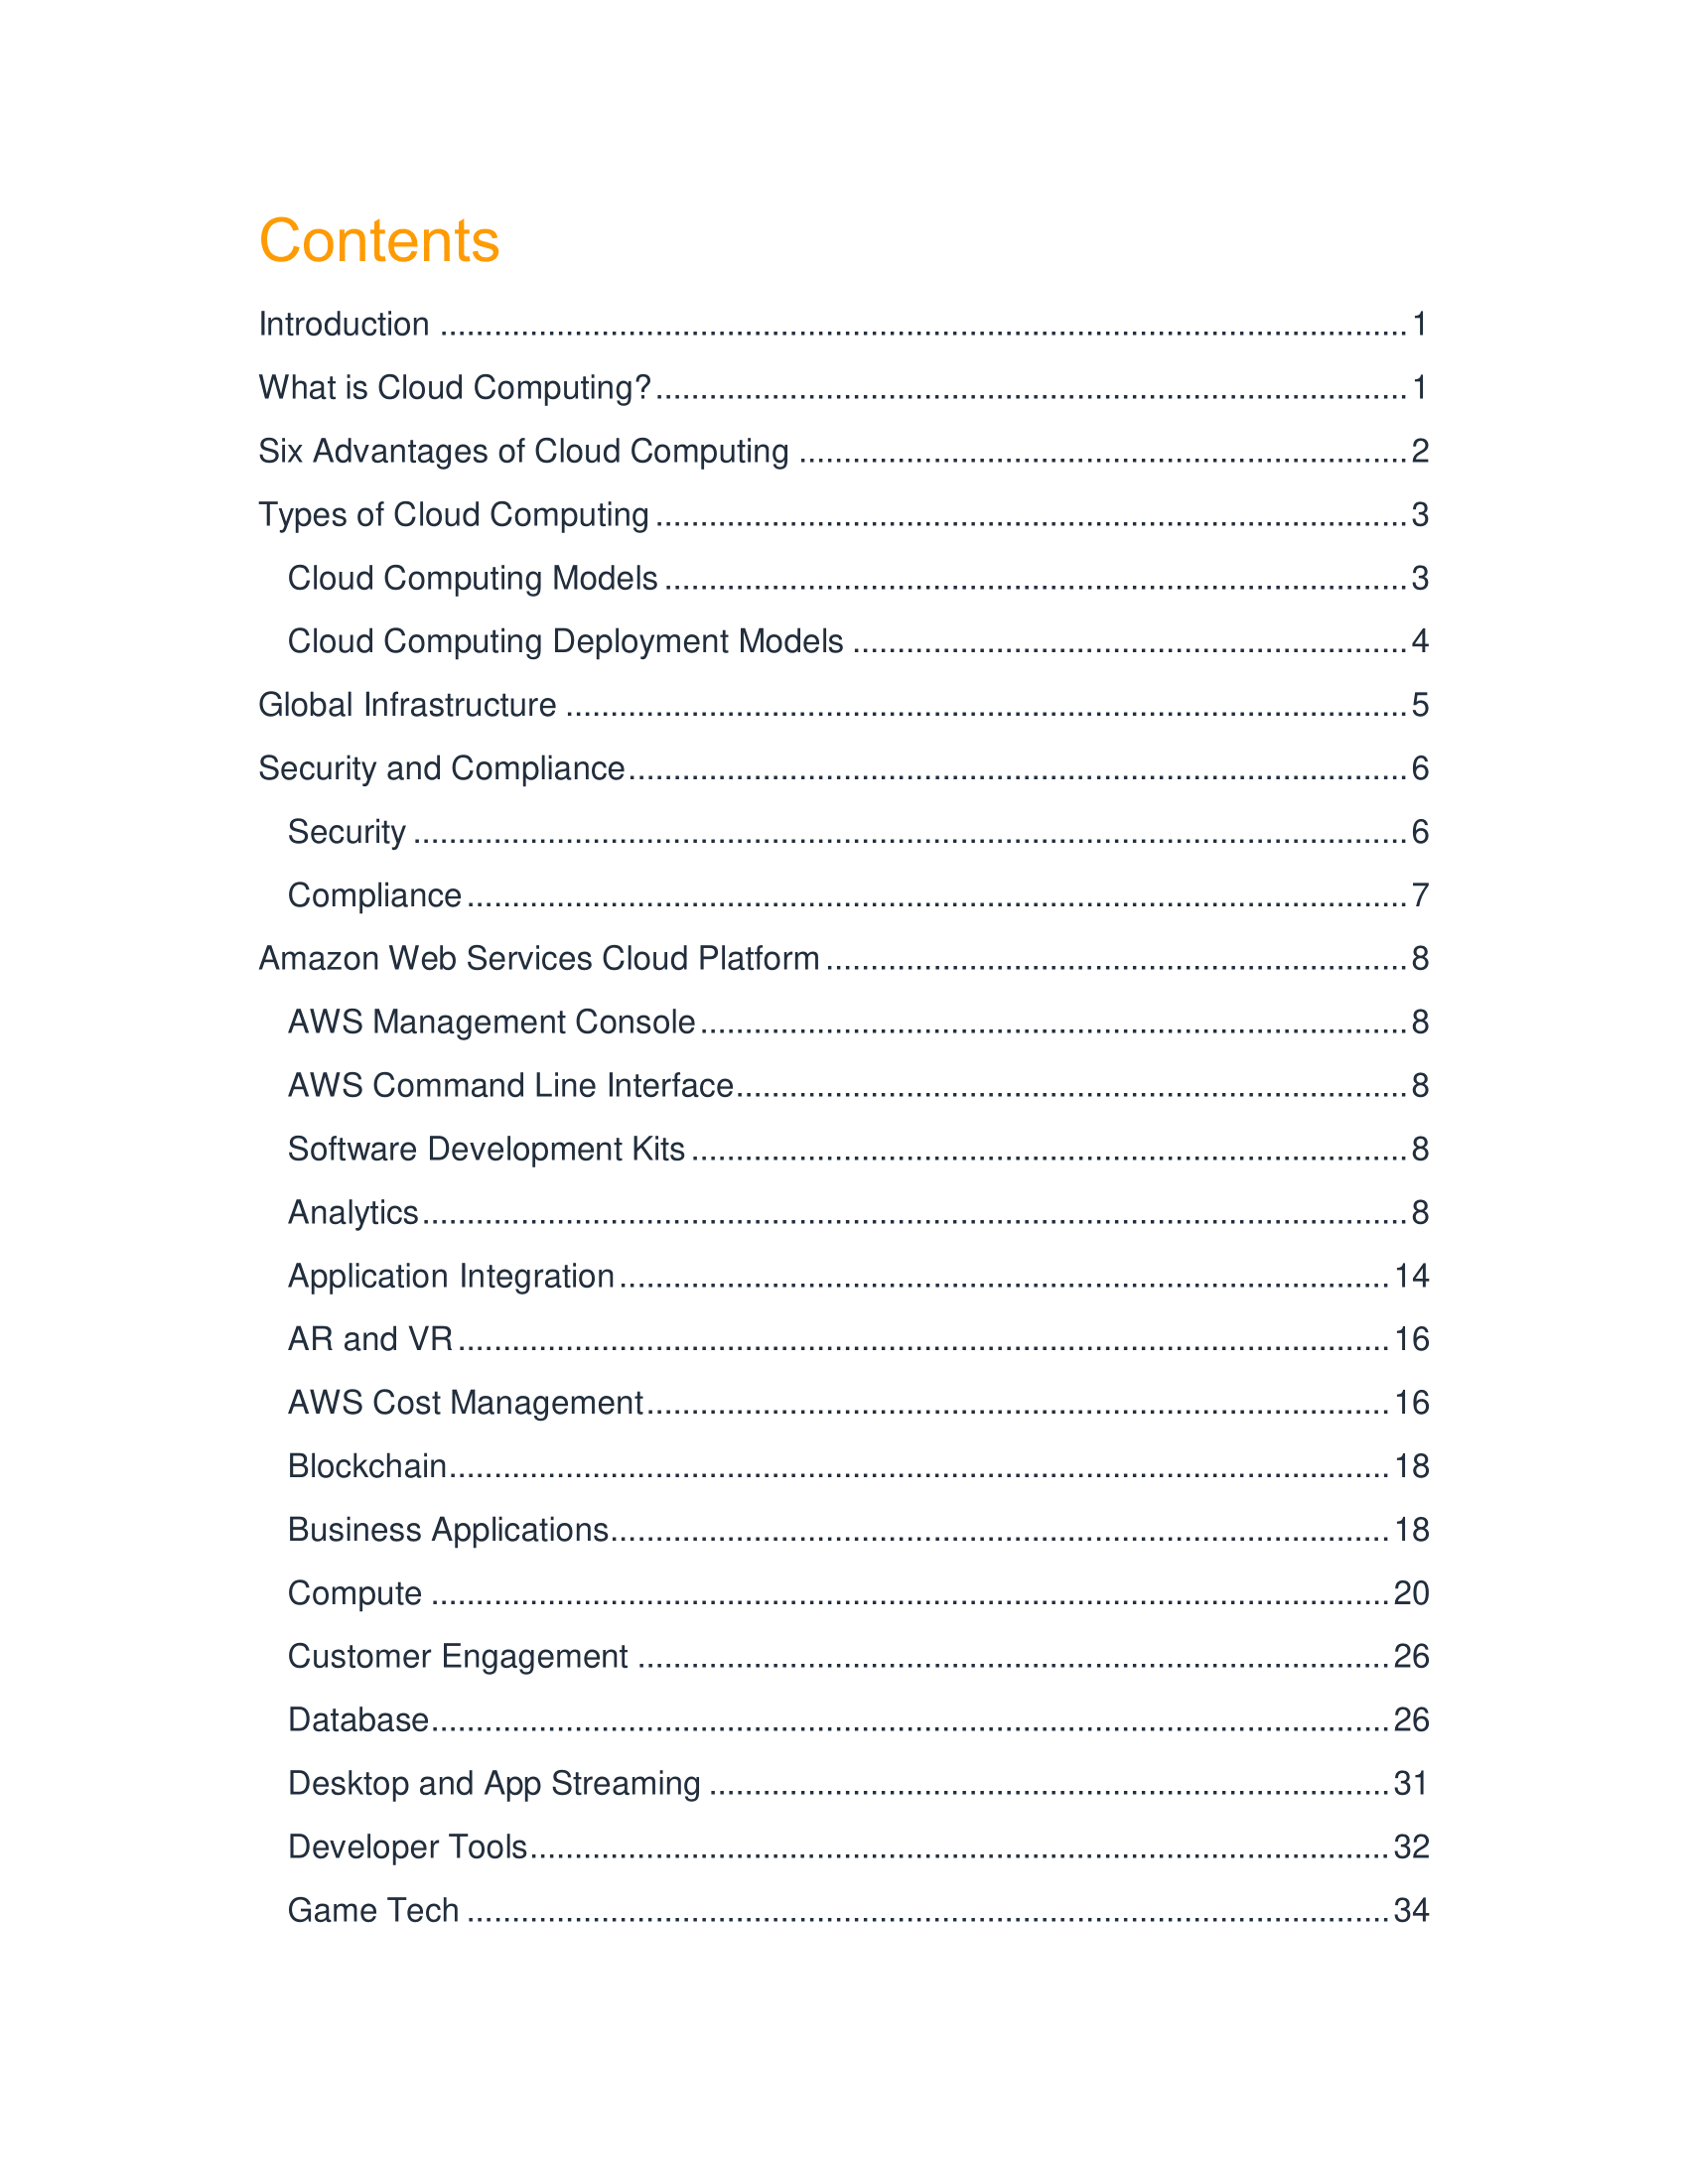 Contents
Introduction ........ 1
What is Cloud Computing? ........ 1
Six Advantages of Cloud Computing ........ 2
Types of Cloud Computing ........ 3
Cloud Computing Models ........ 3
Cloud Computing Deployment Models ........ 4
Global Infrastructure ........ 5
Security and Compliance ........ 6
Security ........ 6
Compliance ........ 7
Amazon Web Services Cloud Platform ........ 8
AWS Management Console ........ 8
AWS Command Line Interface ........ 8
Software Development Kits ........ 8
Analytics ........ 8
Application Integration ........ 14
AR and VR ........ 16
AWS Cost Management ........ 16
Blockchain ........ 18
Business Applications ........ 18
Compute ........ 20
Customer Engagement ........ 26
Database ........ 26
Desktop and App Streaming ........ 31
Developer Tools ........ 32
Game Tech ........ 34